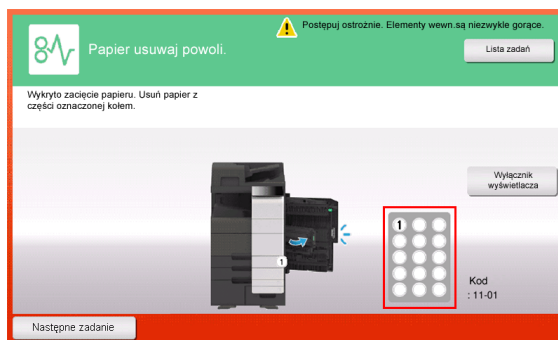 Postępuj ostrożnie. Elementy wewn.są niezwykle gorące.
Papier usuwaj powoli.
Lista zadań
Wykryto zacięcie papieru. Usuń papier z
części oznaczonej kołem.
Wyłącznik
wyświetlacza
1
1
Kod
: 11-01
Następne zadanie